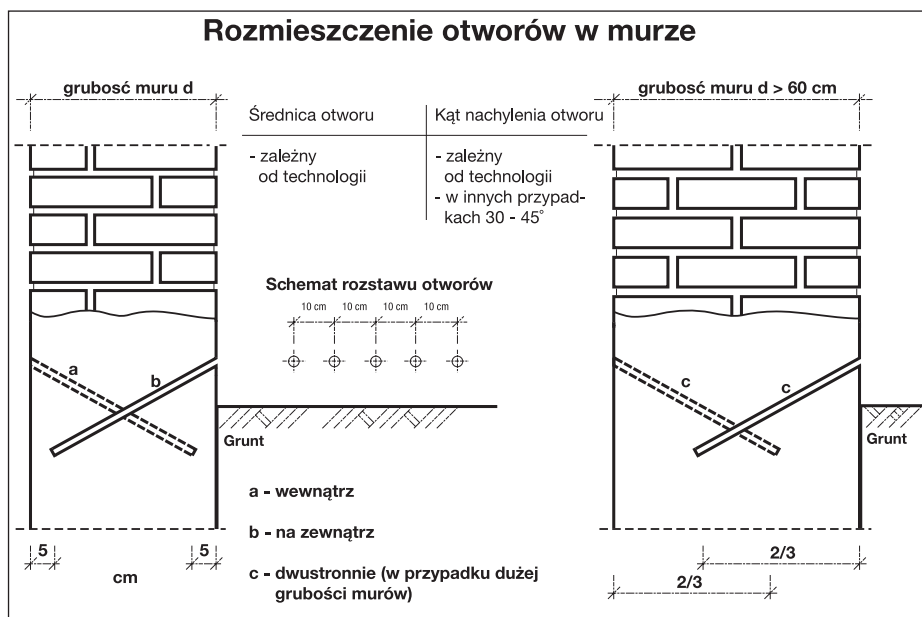 Rozmieszczenie otworów w murze
grubość muru d
grubość muru d > 60 cm
Średnica otworu
Kąt nachylenia otworu
- zależny
od technologii
- zależny
od technologii
- w innych przypad-
kach 30 - 45°
Schemat rozstawu otworów
10 cm 10 cm 10 cm 10 cm
a
b
c
c
Grunt
Grunt
a - wewnątrz
b - na zewnątrz
c - dwustronnie (w przypadku dużej
grubości murów)
5
5
cm
2/3
2/3